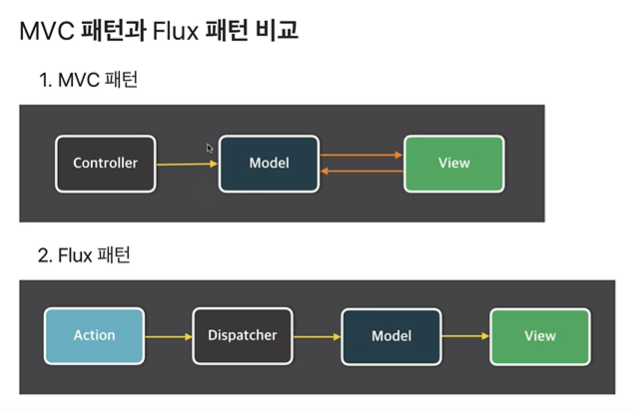 MVC 패턴과 Flux 패턴 비교
1. MVC 패턴
Controller Model View
2. Flux 패턴
Action Dispatcher Model View